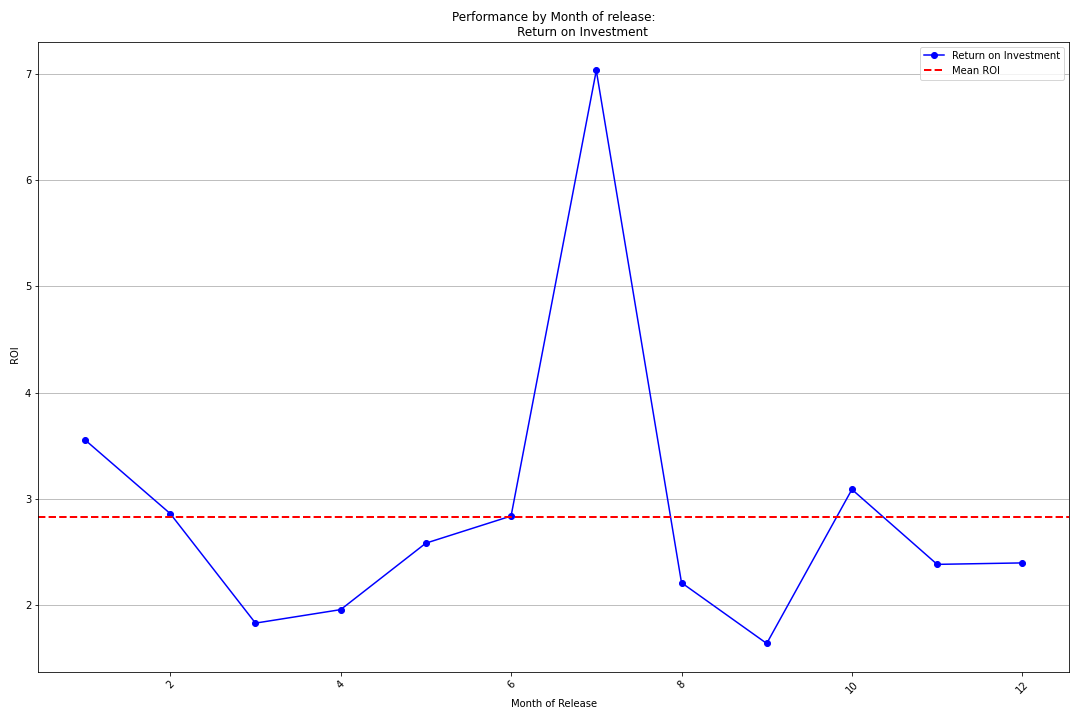 Performance by Month of release:
Return on Investment
Return on Investment
Mean ROI
7
6
5
4
3
2
ROI
2
4
6
8
10
12
Month of Release